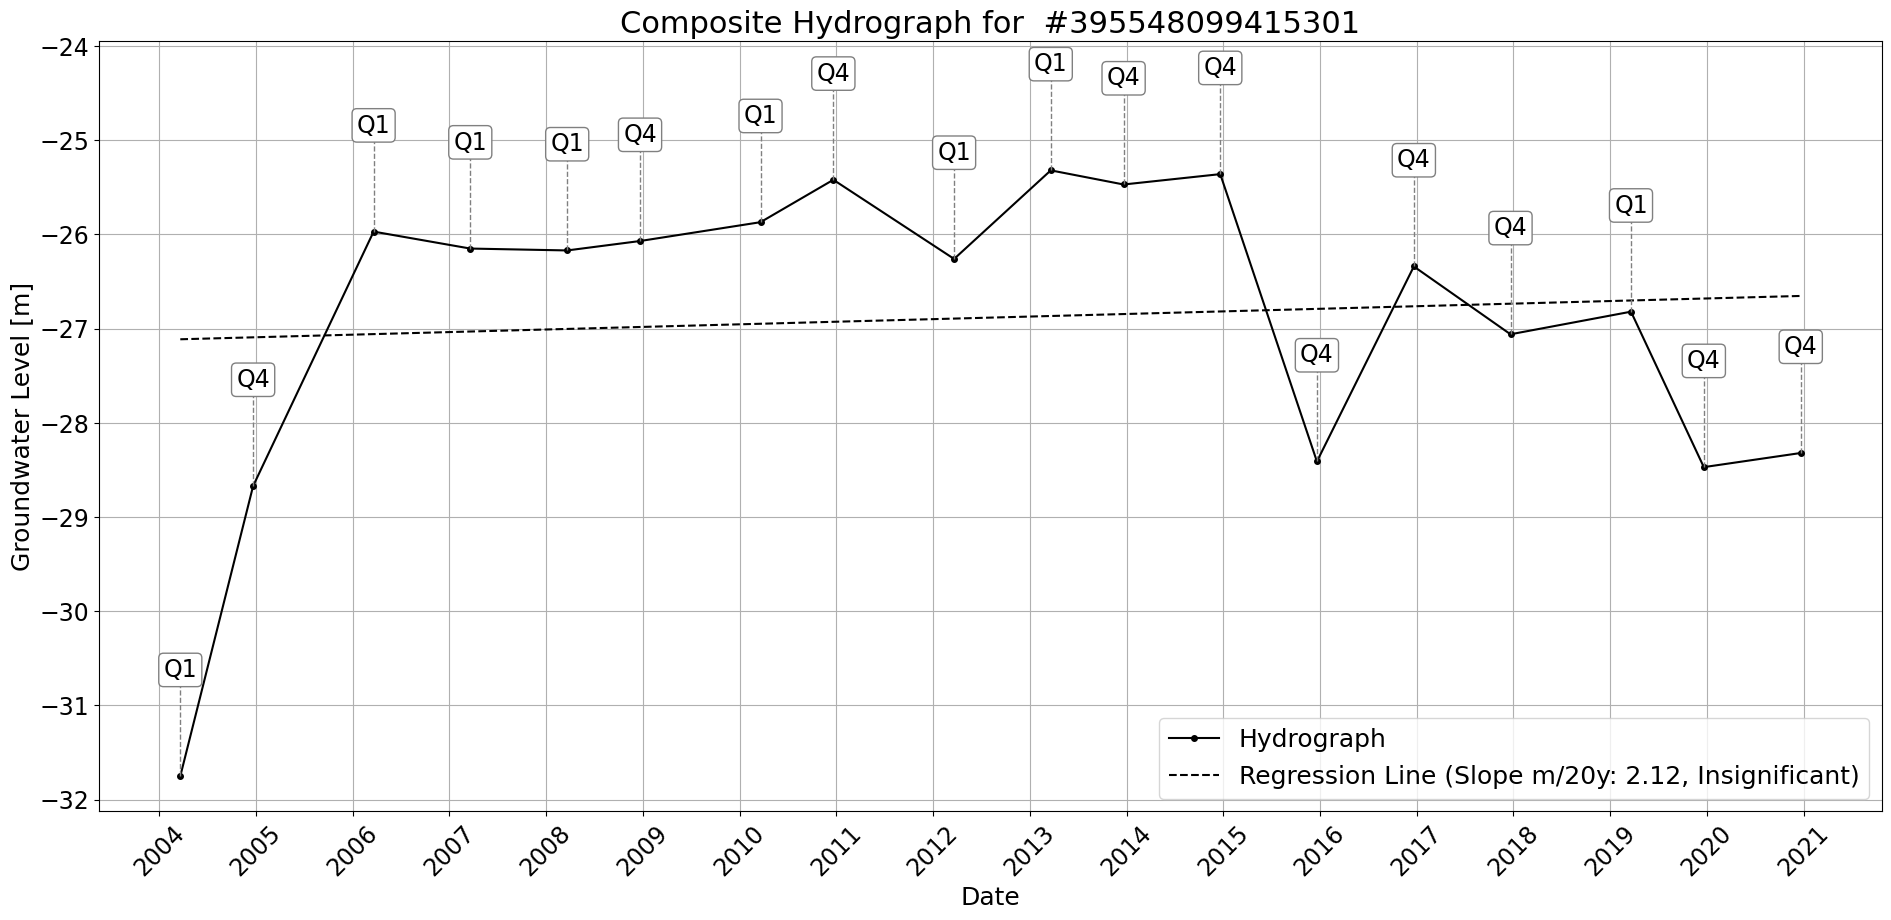 Composite Hydrograph for  #395548099415301
Groundwater Level [m]
−24
−25
−26
−27
−28
−29
−30
−31
−32
Q1
Q4
Q1
Q1
Q1
Q4
Q1
Q4
Q1
Q1
Q4
Q4
Q4
Q4
Q4
Q1
Q4
Q4
Hydrograph
Regression Line (Slope m/20y: 2.12, Insignificant)
2004
2005
2006
2007
2008
2009
2010
2011
2012
2013
2014
2015
2016
2017
2018
2019
2020
2021
Date